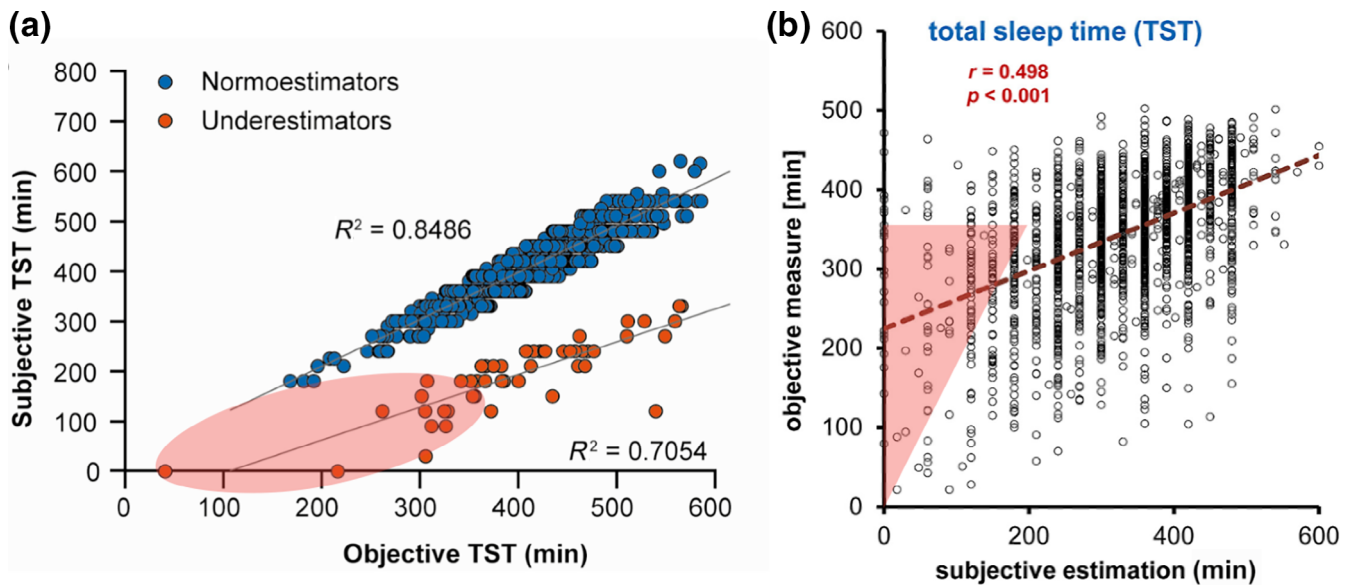 (a)
800
700
600
500
400
300
200
100
0
Subjective TST (min)
Normoestimators
Underestimators
R² = 0.8486
R² = 0.7054
0 100 200 300 400 500 600
Objective TST (min)
(b)
total sleep time (TST)
r = 0.498
p < 0.001
600
500
400
300
200
100
0
objective measure [min]
0 200 400 600
subjective estimation (min)